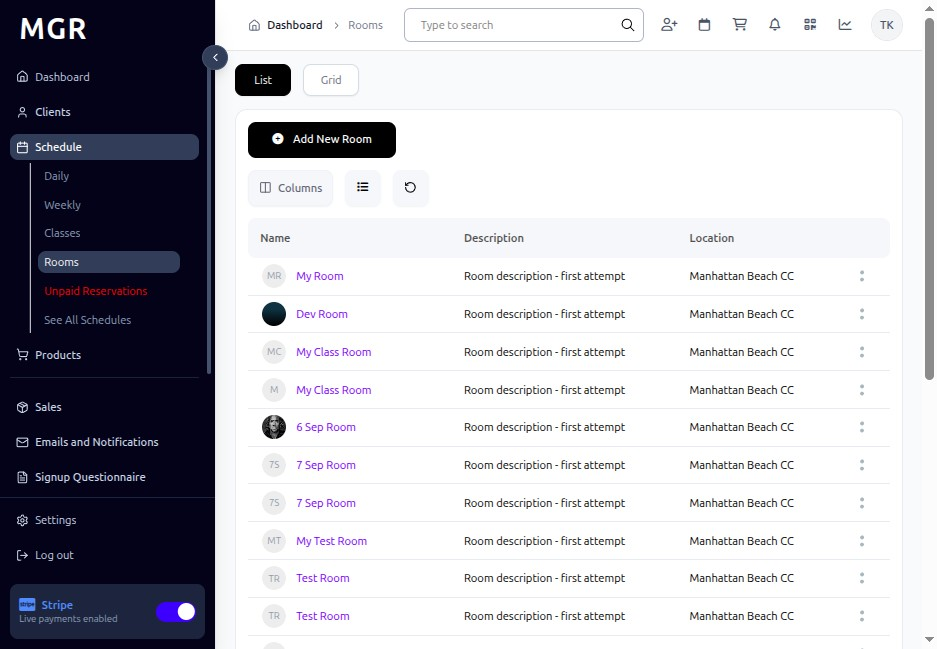 MGR
Dashboard
Clients
Schedule
Daily
Weekly
Classes
Rooms
Unpaid Reservations
See All Schedules
Products
Sales
Emails and Notifications
Signup Questionnaire
Settings
Log out
stripe Stripe
Live payments enabled
Dashboard > Rooms
Type to search
TK
List
Grid
Add New Room
Columns
Name Description Location
MR My Room Room description - first attempt Manhattan Beach CC
Dev Room Room description - first attempt Manhattan Beach CC
MC My Class Room Room description - first attempt Manhattan Beach CC
M My Class Room Room description - first attempt Manhattan Beach CC
6 Sep Room Room description - first attempt Manhattan Beach CC
7S 7 Sep Room Room description - first attempt Manhattan Beach CC
7S 7 Sep Room Room description - first attempt Manhattan Beach CC
MT My Test Room Room description - first attempt Manhattan Beach CC
TR Test Room Room description - first attempt Manhattan Beach CC
TR Test Room Room description - first attempt Manhattan Beach CC